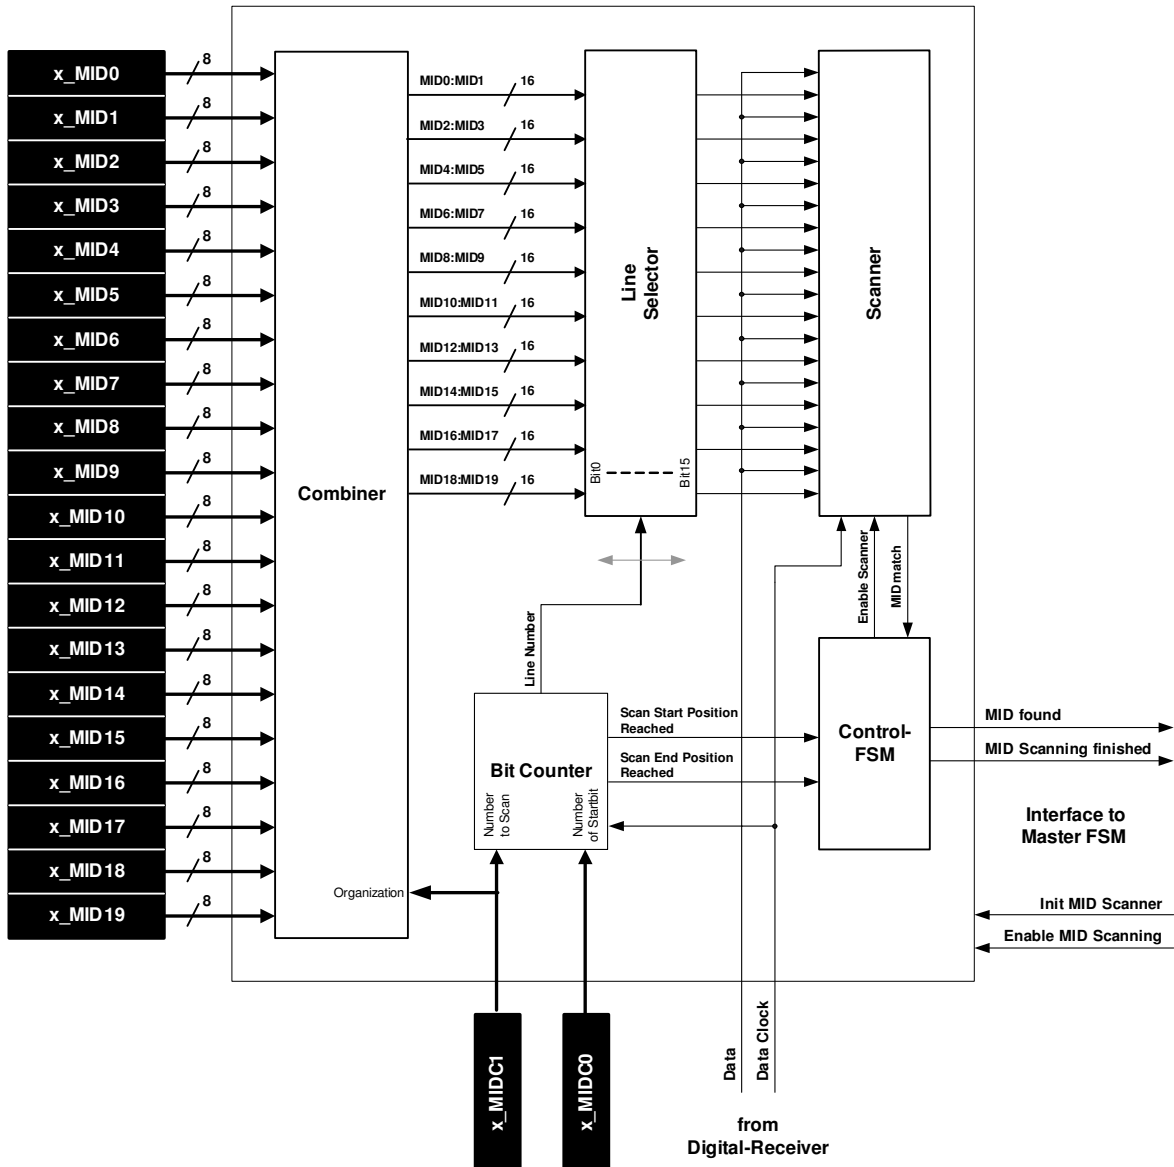 x_MID0
8
x_MID1
8
x_MID2
8
x_MID3
8
x_MID4
8
x_MID5
8
x_MID6
8
x_MID7
8
x_MID8
8
x_MID9
8
x_MID10
8
x_MID11
8
x_MID12
8
x_MID13
8
x_MID14
8
x_MID15
8
x_MID16
8
x_MID17
8
x_MID18
8
x_MID19
8
Combiner
Organization
MID0:MID1
16
MID2:MID3
16
MID4:MID5
16
MID6:MID7
16
MID8:MID9
16
MID10:MID11
16
MID12:MID13
16
MID14:MID15
16
MID16:MID17
16
MID18:MID19
16
Line
Selector
Bit0
Bit15
Scanner
Enable Scanner
MID match
Line Number
Bit Counter
Number
to Scan
Number
of Startbit
Scan Start Position
Reached
Scan End Position
Reached
Control-
FSM
MID found
MID Scanning finished
Interface to
Master FSM
Init MID Scanner
Enable MID Scanning
x_MIDC1
x_MIDC0
Data
Data Clock
from
Digital-Receiver